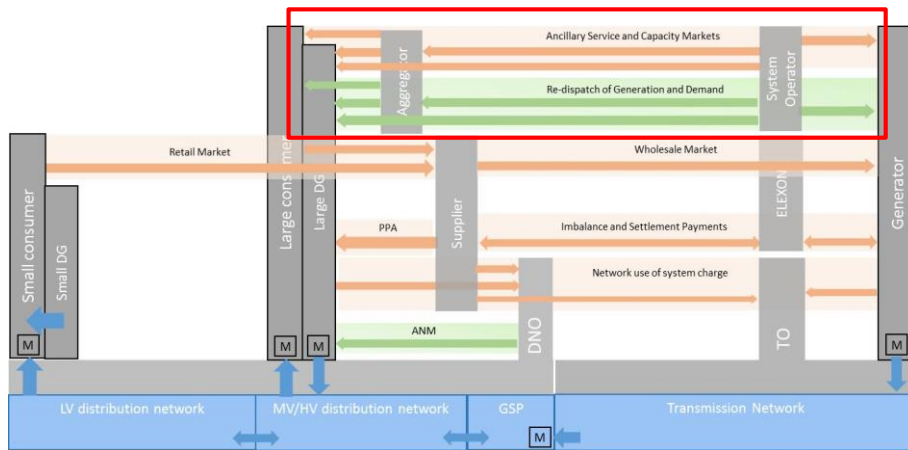 Ancillary Service and Capacity Markets
Aggregator
System
Operator
Re-dispatch of Generation and Demand
Retail Market
Wholesale Market
Small consumer
Small DG
Large consumer
Large DG
Supplier
ELEXON
Generator
PPA
Imbalance and Settlement Payments
Network use of system charge
ANM
DNO
TO
M
M
M
M
LV distribution network
MV/HV distribution network
GSP
M
Transmission Network